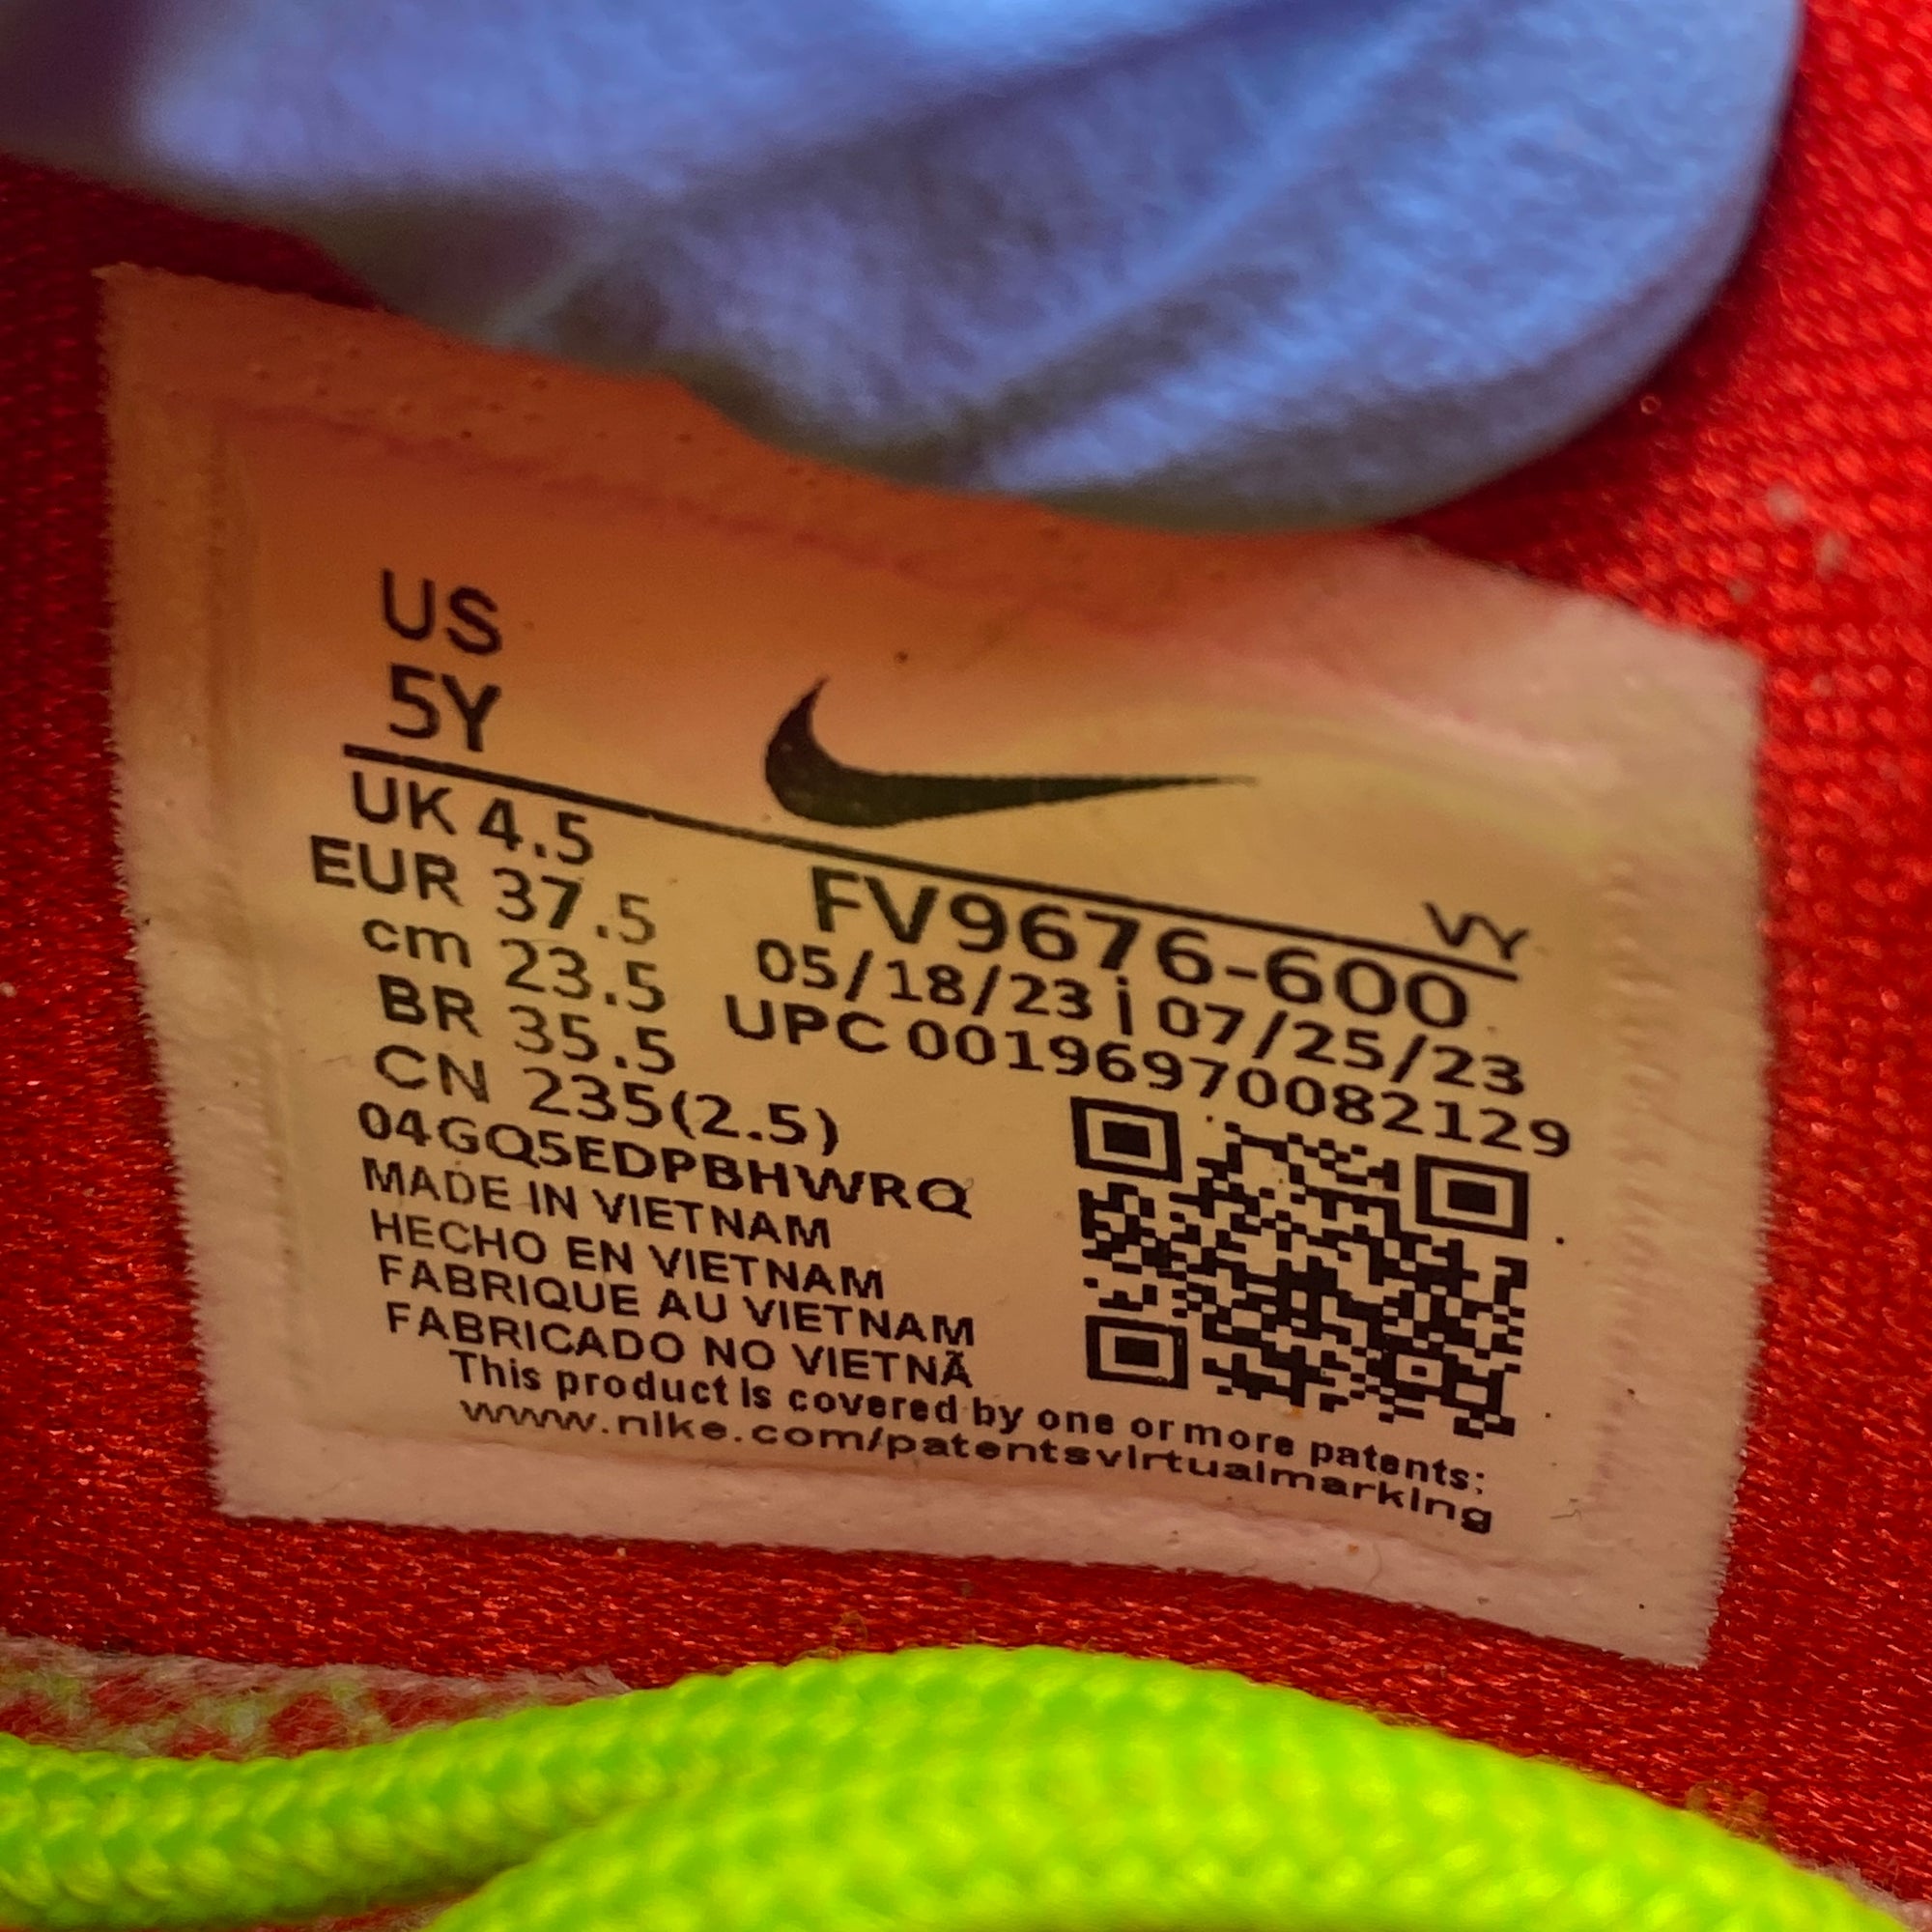 US
5Y
VY
UK 4.5
EUR 37.5
cm 23.5
BR 35.5
CN 235(2.5)
FV9676-600
05/18/23 | 07/25/23
UPC 00196970082129
04GQ5EDPBHWRQ
MADE IN VIETNAM
HECHO EN VIETNAM
FABRIQUE AU VIETNAM
FABRICADO NO VIETNÃ
This product is covered by one or more patents:
www.nike.com/patentsvirtualmarking